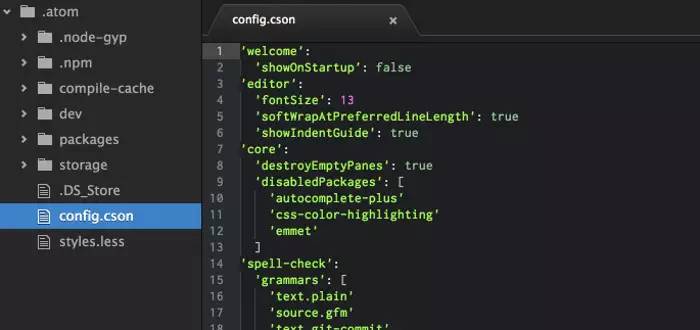 .atom
.node-gyp
.npm
compile-cache
dev
packages
storage
.DS_Store
config.cson
styles.less
config.cson ×
1 'welcome':
2 'showOnStartup': false
3 'editor':
4 'fontSize': 13
5 'softWrapAtPreferredLineLength': true
6 'showIndentGuide': true
7 'core':
8 'destroyEmptyPanes': true
9 'disabledPackages': [
10 'autocomplete-plus'
11 'css-color-highlighting'
12 'emmet'
13 ]
14 'spell-check':
15 'grammars': [
16 'text.plain'
17 'source.gfm'
18 'text.git-commit'